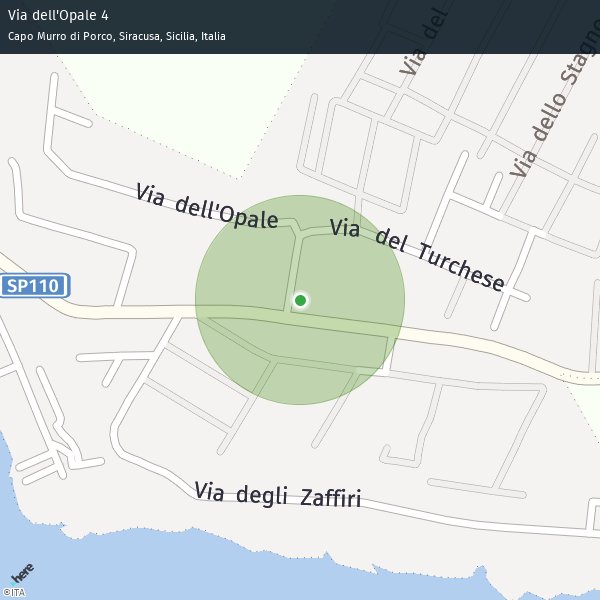 Via dell'Opale 4
Capo Murro di Porco, Siracusa, Sicilia, Italia
Via del
Via dello Stagno
Via dell'Opale
Via del Turchese
SP110
Via degli Zaffiri
here
©ITA